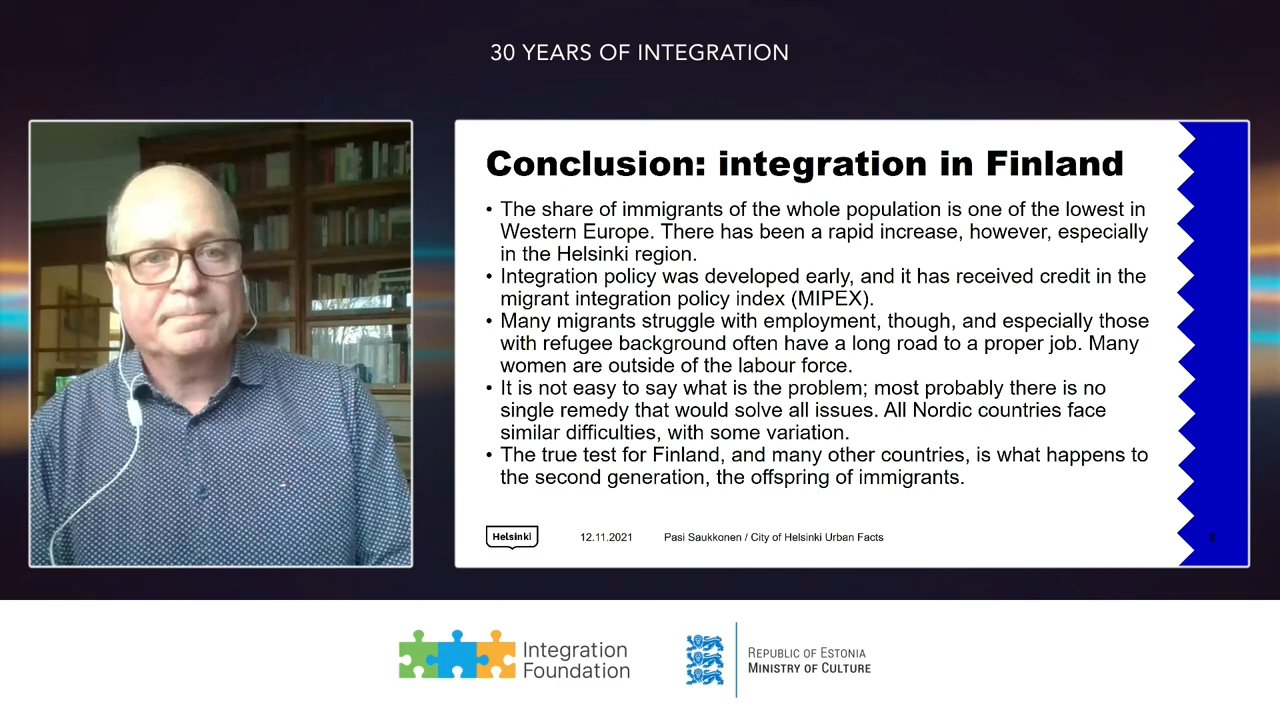 30 YEARS OF INTEGRATION
Conclusion: integration in Finland
• The share of immigrants of the whole population is one of the lowest in
Western Europe. There has been a rapid increase, however, especially
in the Helsinki region.
• Integration policy was developed early, and it has received credit in the
migrant integration policy index (MIPEX).
• Many migrants struggle with employment, though, and especially those
with refugee background often have a long road to a proper job. Many
women are outside of the labour force.
• It is not easy to say what is the problem; most probably there is no
single remedy that would solve all issues. All Nordic countries face
similar difficulties, with some variation.
• The true test for Finland, and many other countries, is what happens to
the second generation, the offspring of immigrants.
Helsinki
12.11.2021
Pasi Saukkonen / City of Helsinki Urban Facts
Integration
Foundation
REPUBLIC OF ESTONIA
MINISTRY OF CULTURE